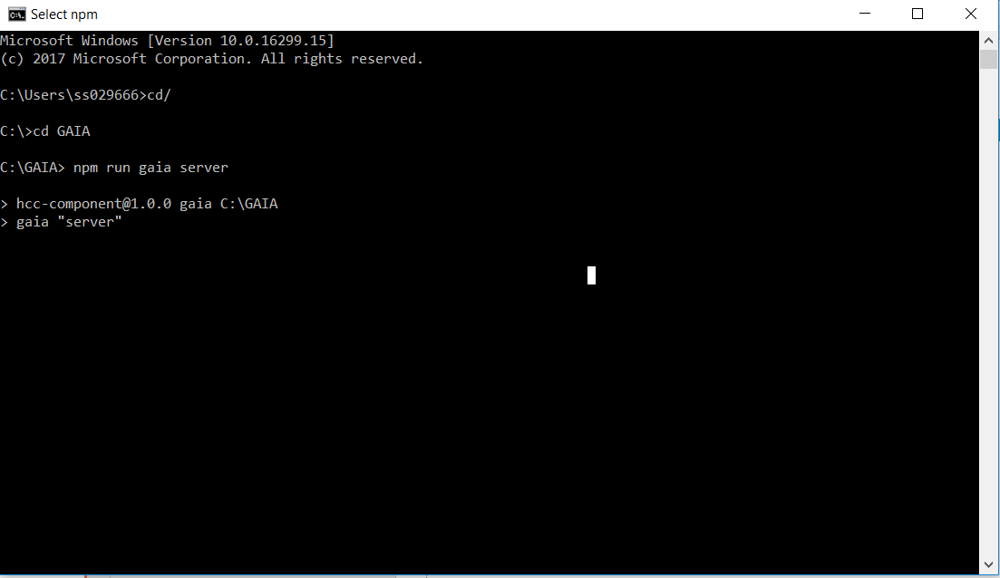 Select npm
Microsoft Windows [Version 10.0.16299.15]
(c) 2017 Microsoft Corporation. All rights reserved.
C:\Users\ss029666>cd/
C:\>cd GAIA
C:\GAIA> npm run gaia server
> hcc-component@1.0.0 gaia C:\GAIA
> gaia "server"